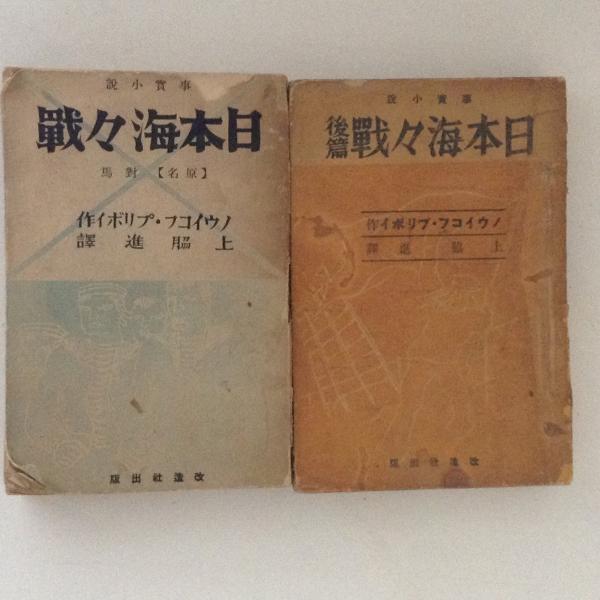 事實小說
日本海々戰
【原名】對馬
ノウイコフ・プリボイ作
上脇進譯
改造社出版
事實小說
日本海々戰後篇
ノウイコフ・プリボイ作
上脇進譯
改造社出版